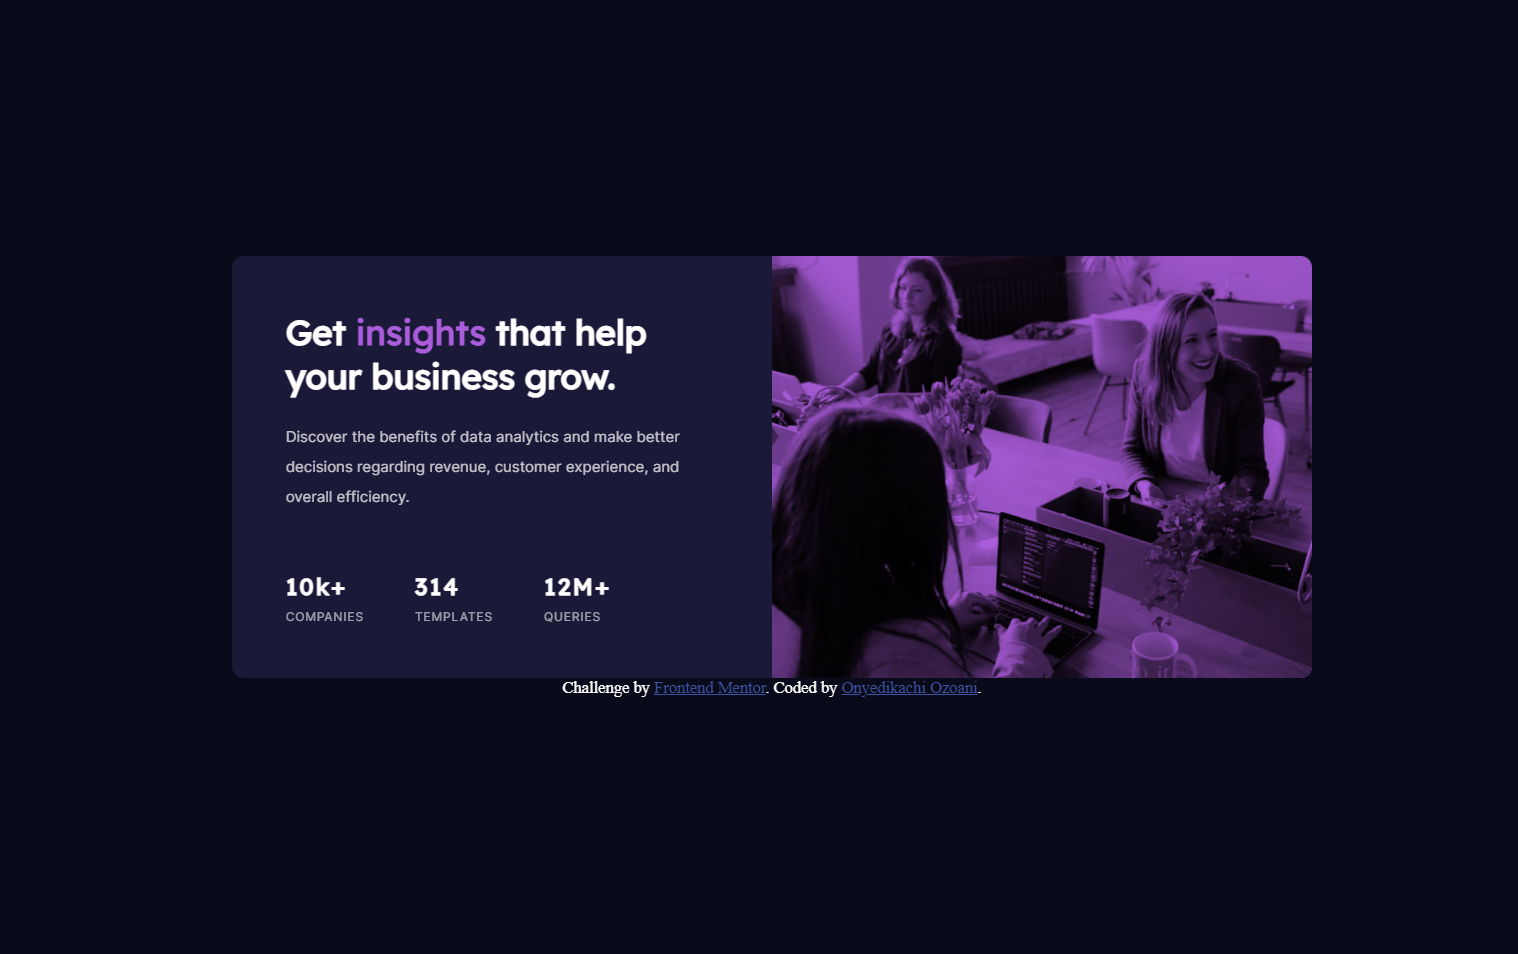 Get insights that help
your business grow.
Discover the benefits of data analytics and make better
decisions regarding revenue, customer experience, and
overall efficiency.
10k+ 314 12M+
COMPANIES TEMPLATES QUERIES
Challenge by Frontend Mentor. Coded by Onyedikachi Ozoani.